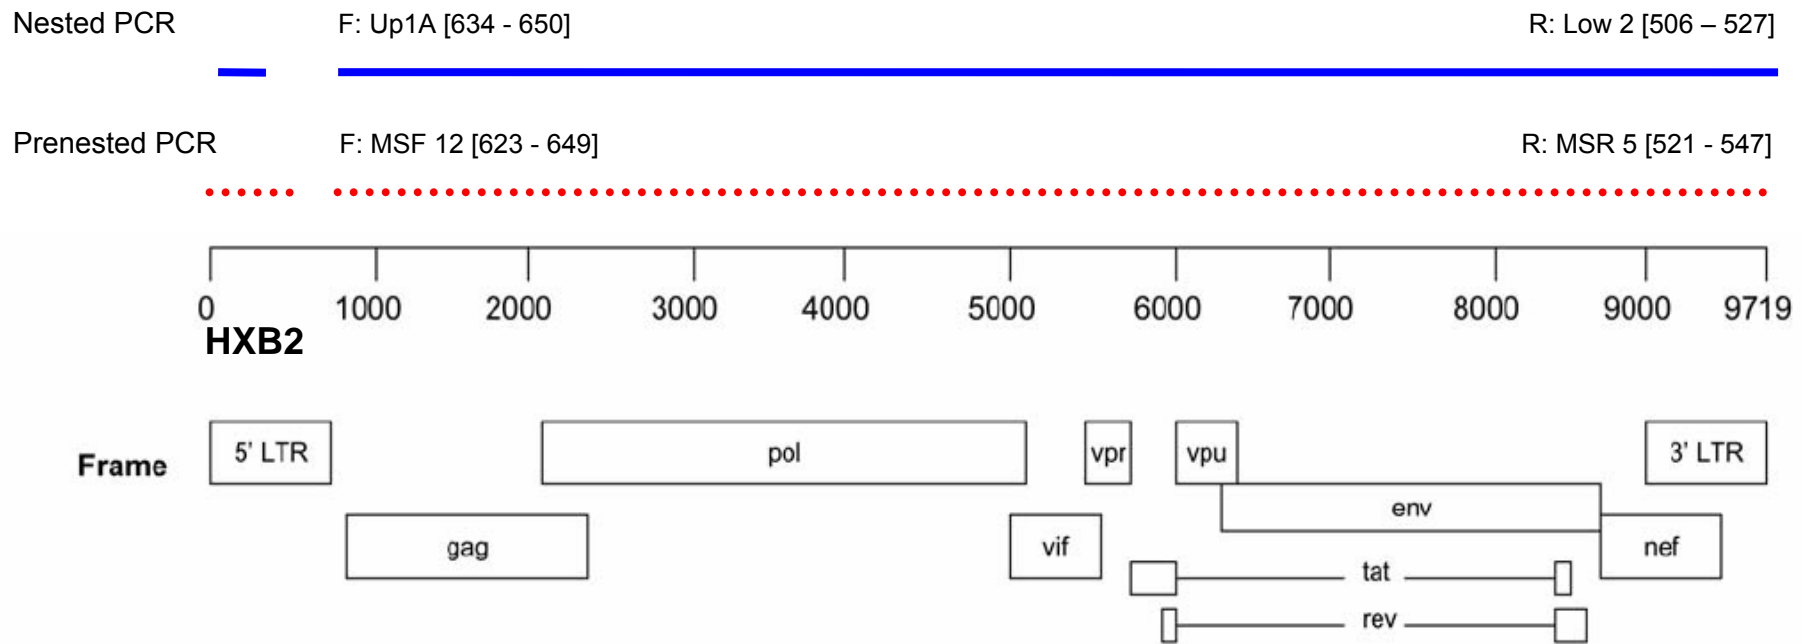 Nested PCR F: Up1A [634 - 650] R: Low 2 [506 – 527]
Prenested PCR F: MSF 12 [623 - 649] R: MSR 5 [521 - 547]
0 1000 2000 3000 4000 5000 6000 7000 8000 9000 9719
HXB2
Frame 5' LTR pol vpr vpu 3' LTR
env
gag vif nef
tat
rev